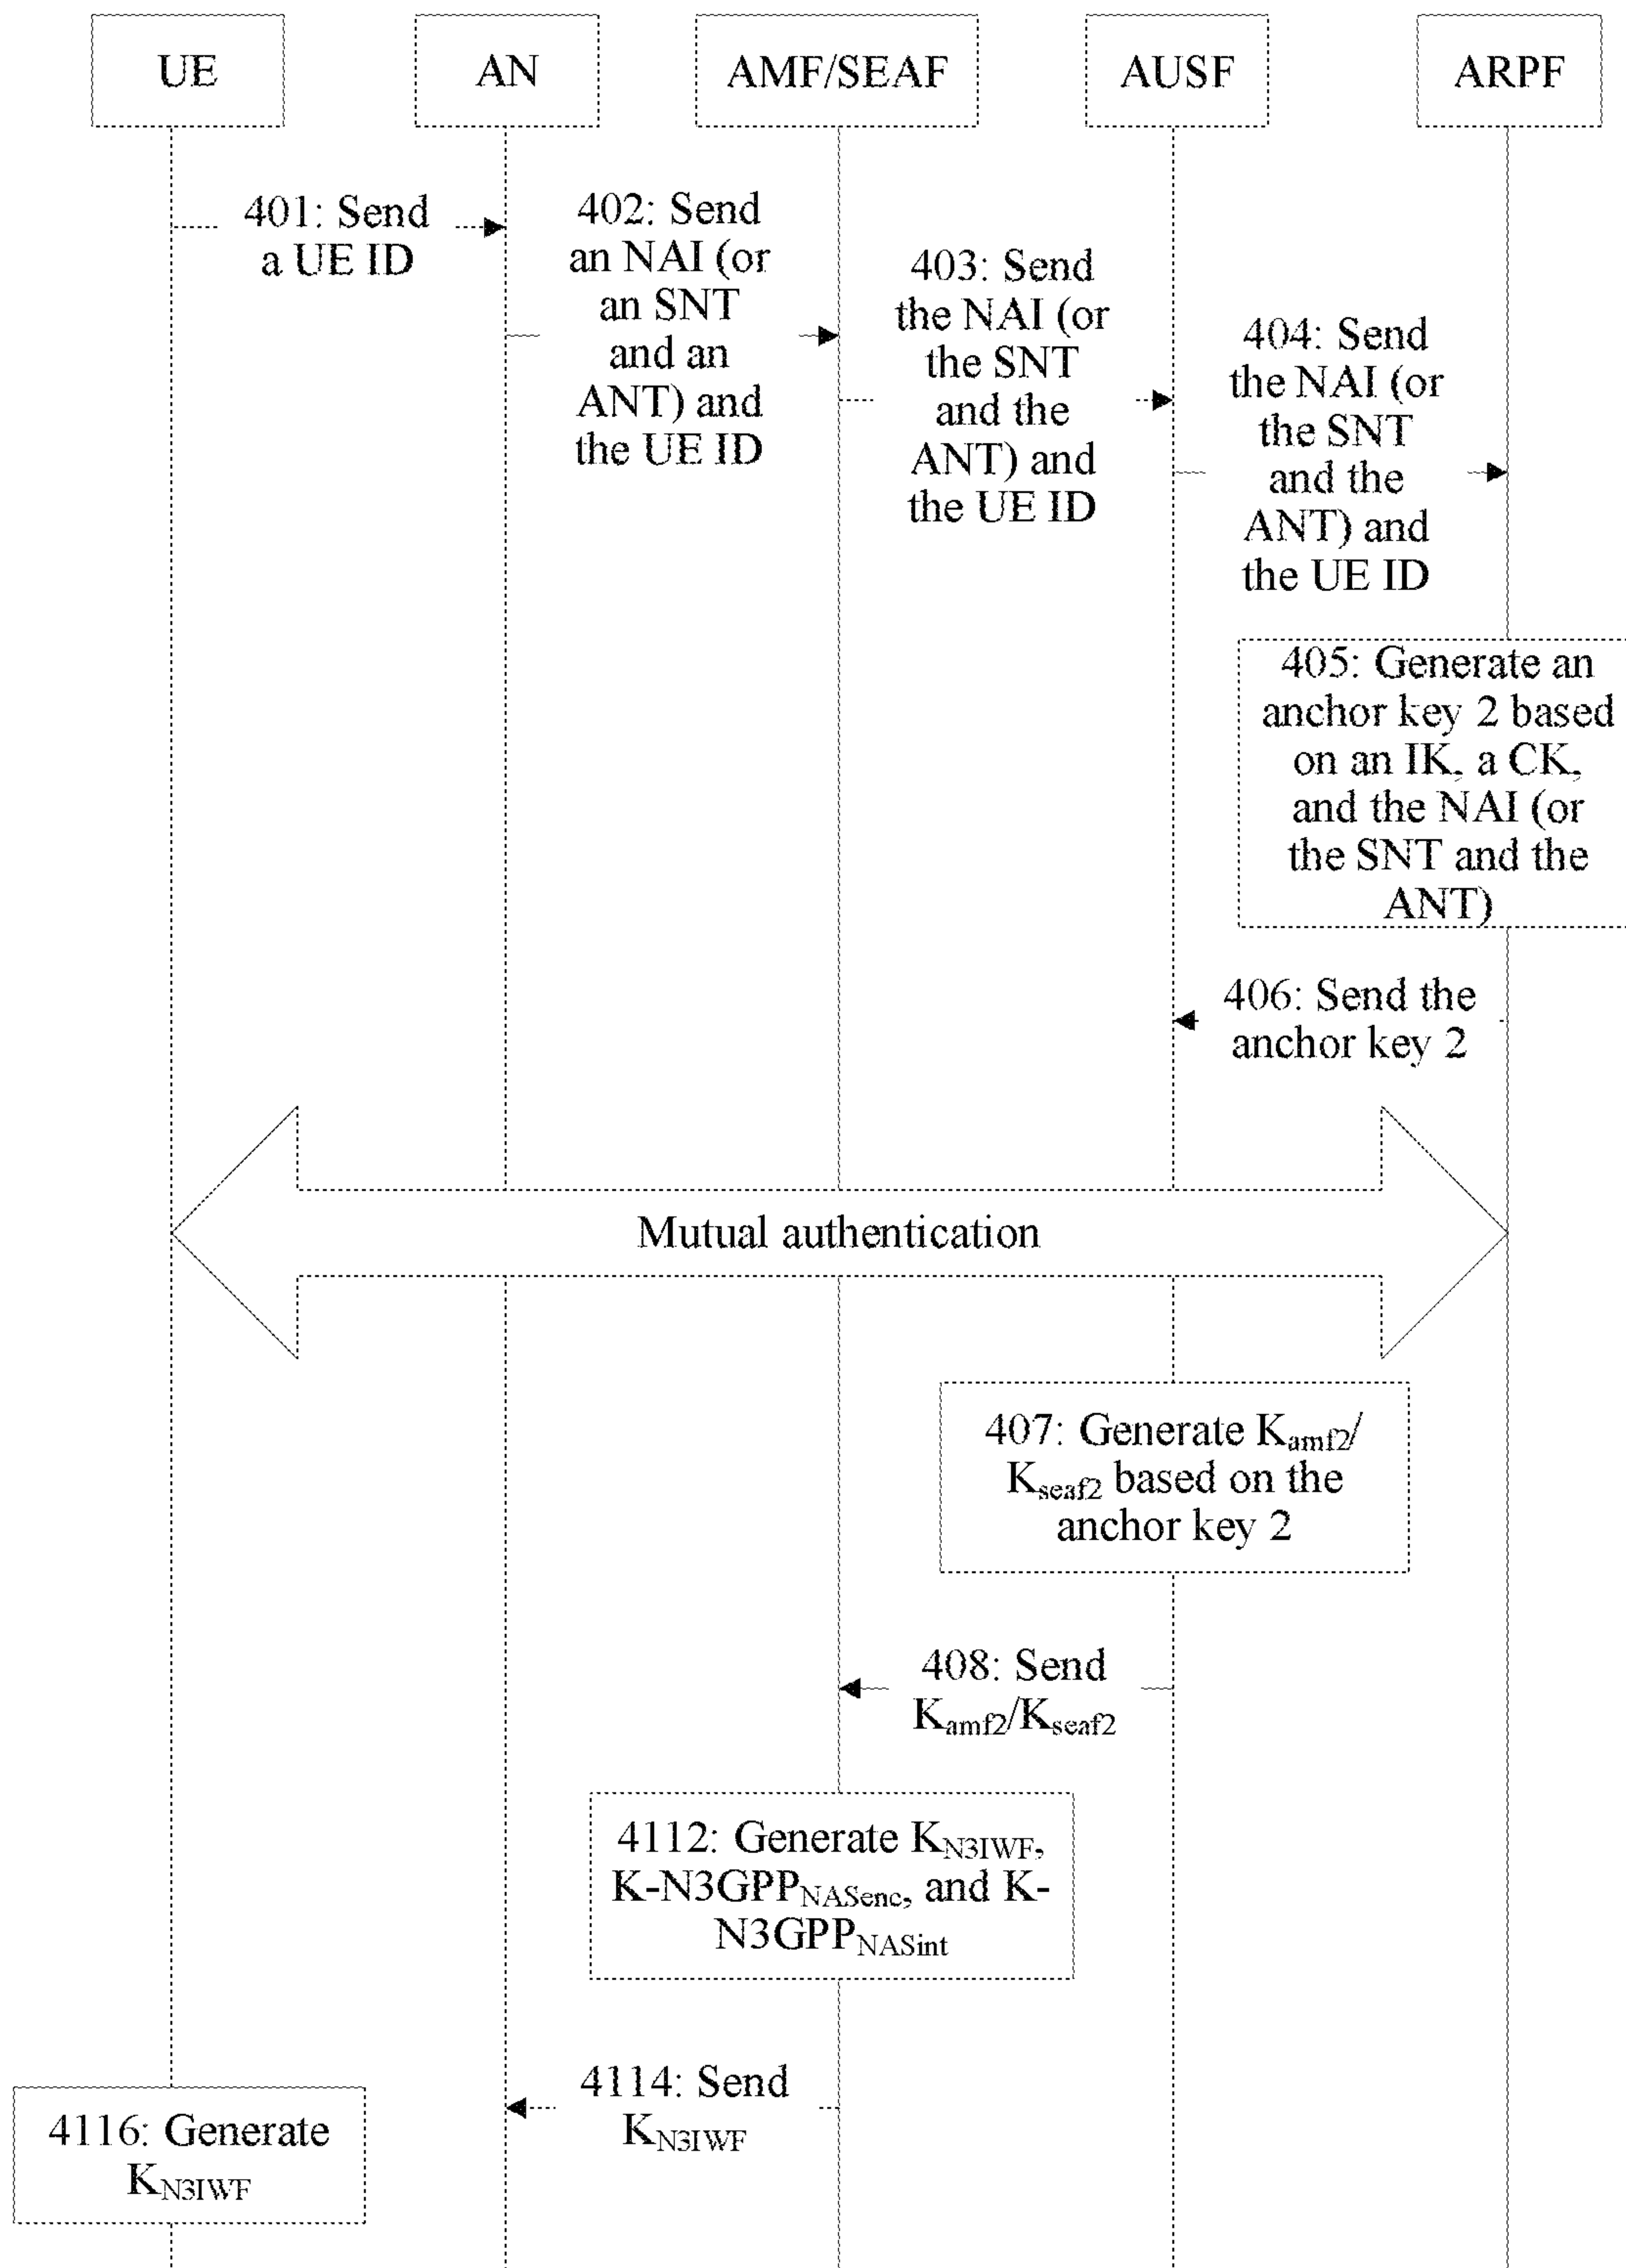 UE
AN
AMF/SEAF
AUSF
ARPF
401: Send
a UE ID
402: Send
an NAI (or
an SNT
and an
ANT) and
the UE ID
403: Send
the NAI (or
the SNT
and the
ANT) and
the UE ID
404: Send
the NAI (or
the SNT
and the
ANT) and
the UE ID
405: Generate an
anchor key 2 based
on an IK, a CK,
and the NAI (or
the SNT and the
ANT)
406: Send the
anchor key 2
Mutual authentication
407: Generate Kamf2/
Kseaf2 based on the
anchor key 2
408: Send
Kamf2/Kseaf2
4112: Generate KN3IWF,
K-N3GPPNASenc, and K-
N3GPPNASint
4114: Send
KN3IWF
4116: Generate
KN3IWF